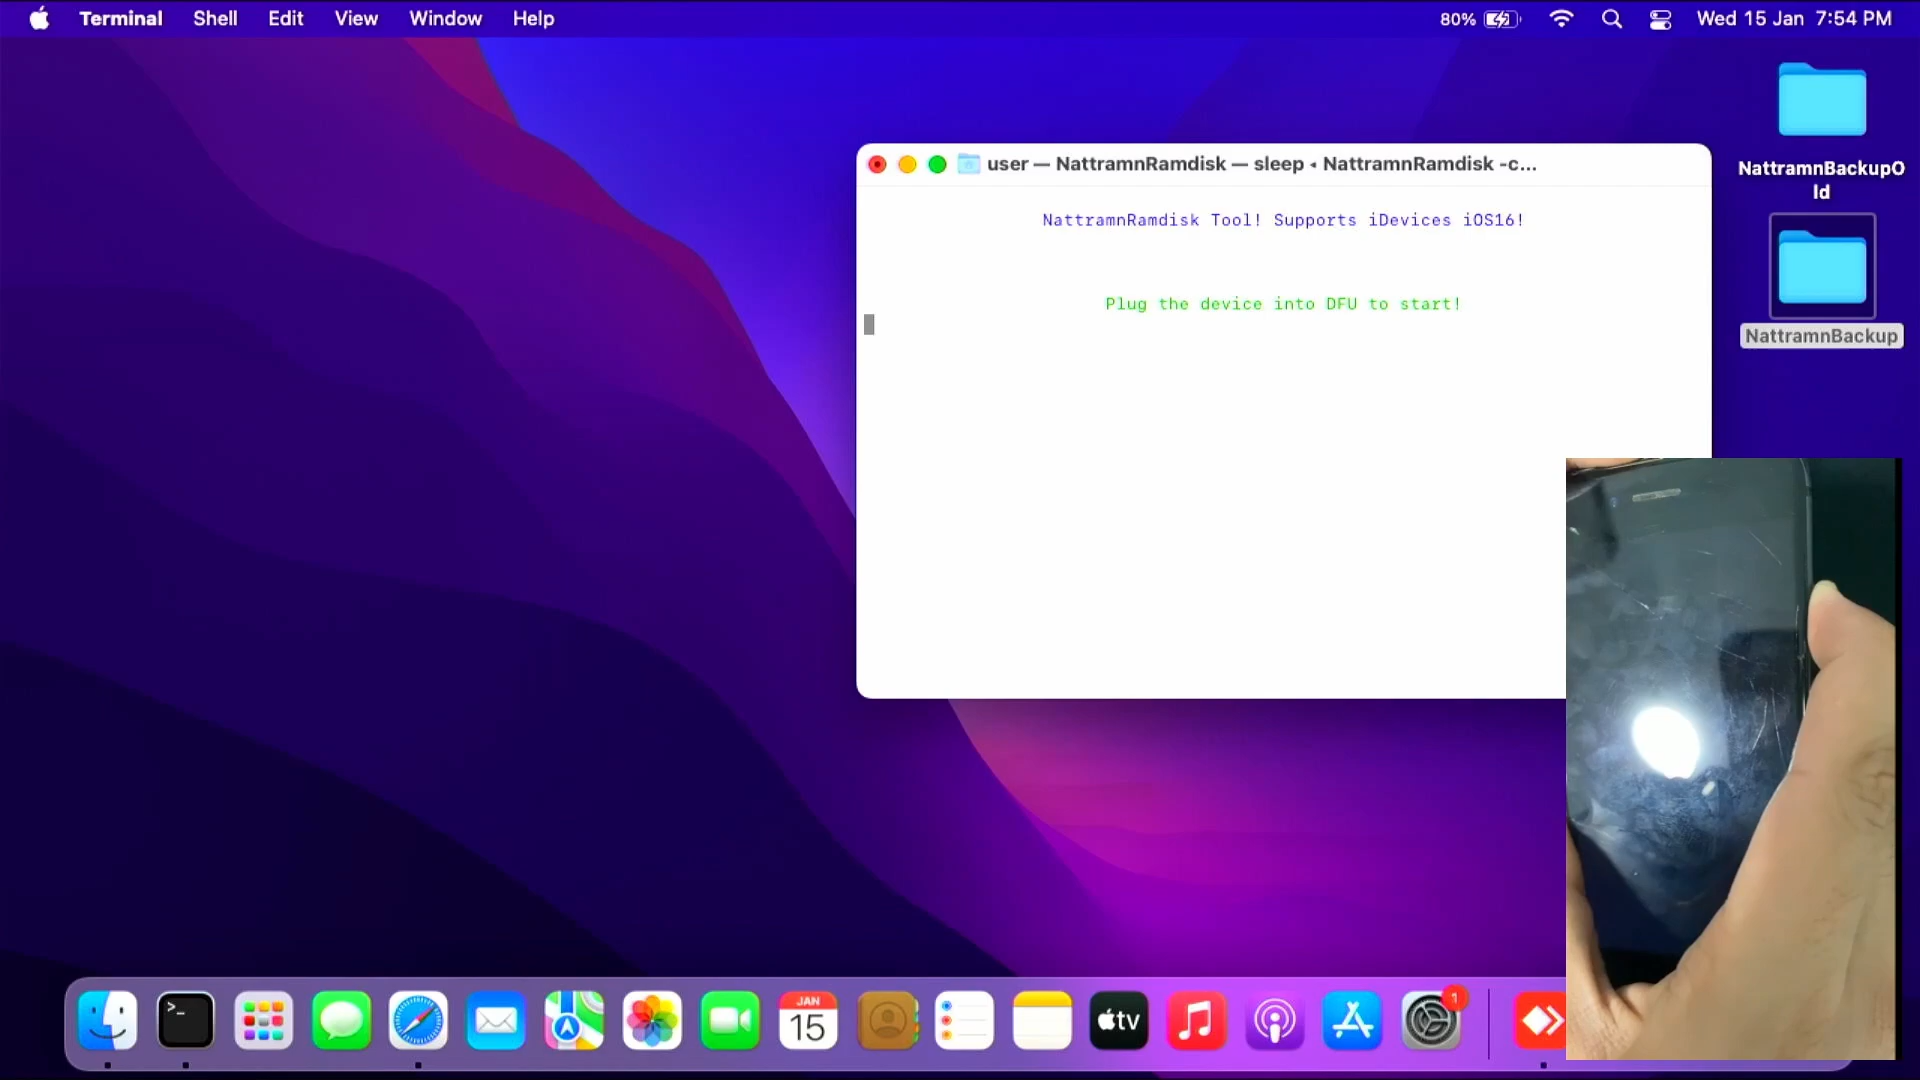 Terminal Shell Edit View Window Help
80% Wed 15 Jan 7:54 PM
user — NattramnRamdisk — sleep ◂ NattramnRamdisk -c...
NattramnRamdisk Tool! Supports iDevices iOS16!
Plug the device into DFU to start!
NattramnBackupO
ld
NattramnBackup
JAN
15
tv
1